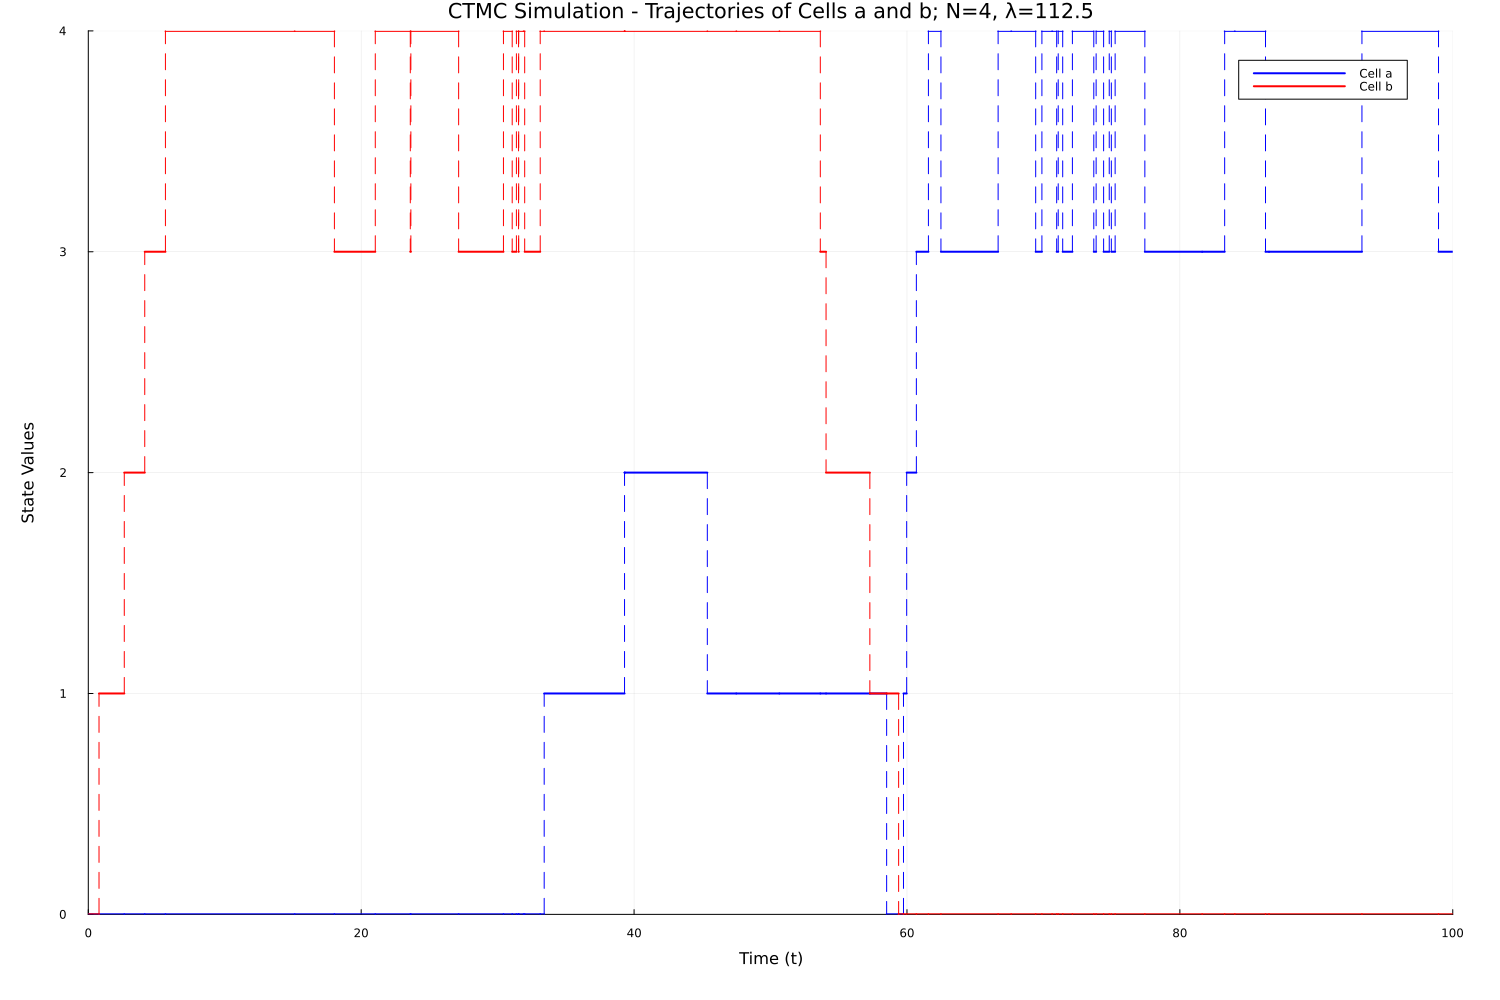 CTMC Simulation - Trajectories of Cells a and b; N=4, λ=112.5
4
Cell a
Cell b
3
State Values
2
1
0
0 20 40 60 80 100
Time (t)